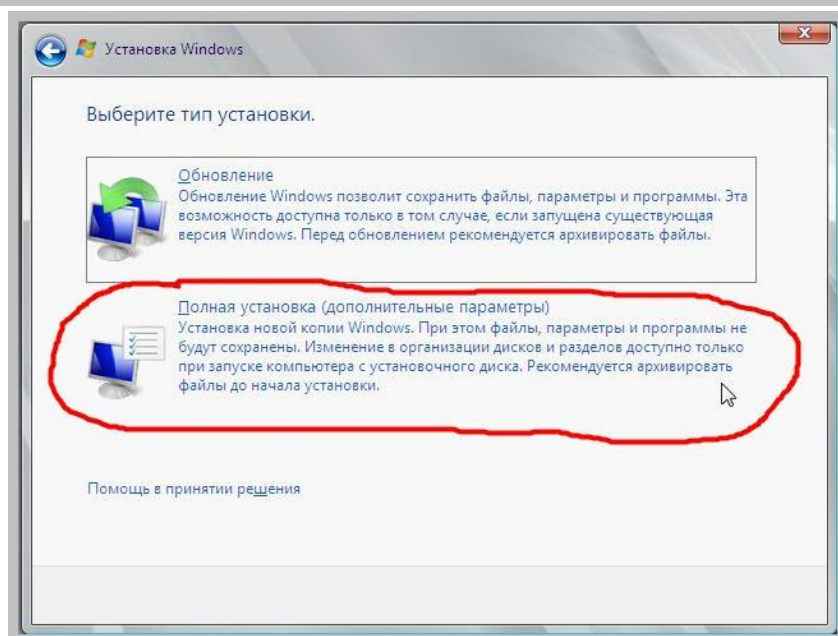 Установка Windows
Выберите тип установки.
Обновление
Обновление Windows позволит сохранить файлы, параметры и программы. Эта
возможность доступна только в том случае, если запущена существующая
версия Windows. Перед обновлением рекомендуется архивировать файлы.
Полная установка (дополнительные параметры)
Установка новой копии Windows. При этом файлы, параметры и программы не
будут сохранены. Изменение в организации дисков и разделов доступно только
при запуске компьютера с установочного диска. Рекомендуется архивировать
файлы до начала установки.
Помощь в принятии решения